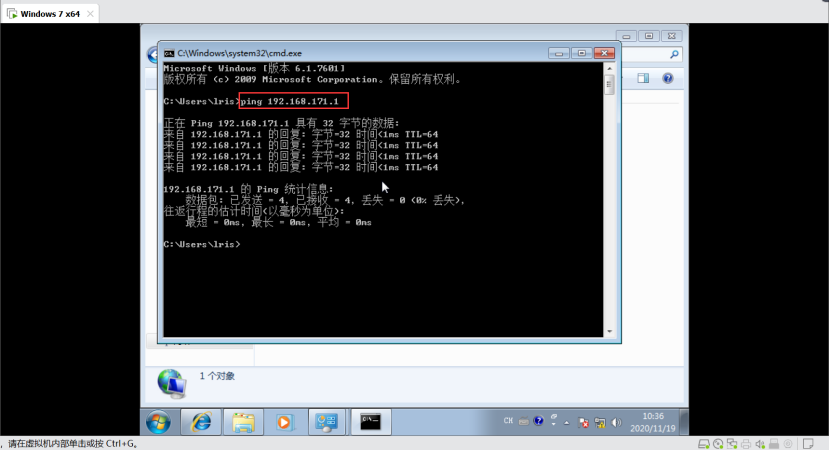 Windows 7 x64
C:\Windows\system32\cmd.exe
Microsoft Windows [版本 6.1.7601]
版权所有 (c) 2009 Microsoft Corporation。保留所有权利。
C:\Users\lris>ping 192.168.171.1
正在 Ping 192.168.171.1 具有 32 字节的数据:
来自 192.168.171.1 的回复: 字节=32 时间<1ms TTL=64
来自 192.168.171.1 的回复: 字节=32 时间<1ms TTL=64
来自 192.168.171.1 的回复: 字节=32 时间<1ms TTL=64
来自 192.168.171.1 的回复: 字节=32 时间<1ms TTL=64
192.168.171.1 的 Ping 统计信息:
数据包: 已发送 = 4，已接收 = 4，丢失 = 0 (0% 丢失)，
往返行程的估计时间(以毫秒为单位):
最短 = 0ms，最长 = 0ms，平均 = 0ms
C:\Users\lris>
1 个对象
CH
10:36
2020/11/19
，请在虚拟机内部单击或按 Ctrl+G。